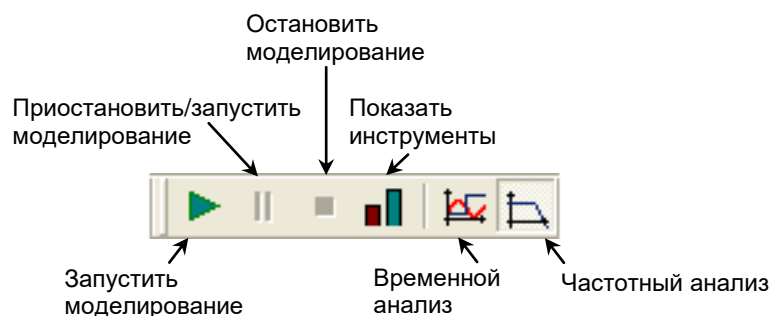 Остановить
моделирование
Приостановить/запустить
моделирование
Показать
инструменты
Запустить
моделирование
Временной
анализ
Частотный анализ